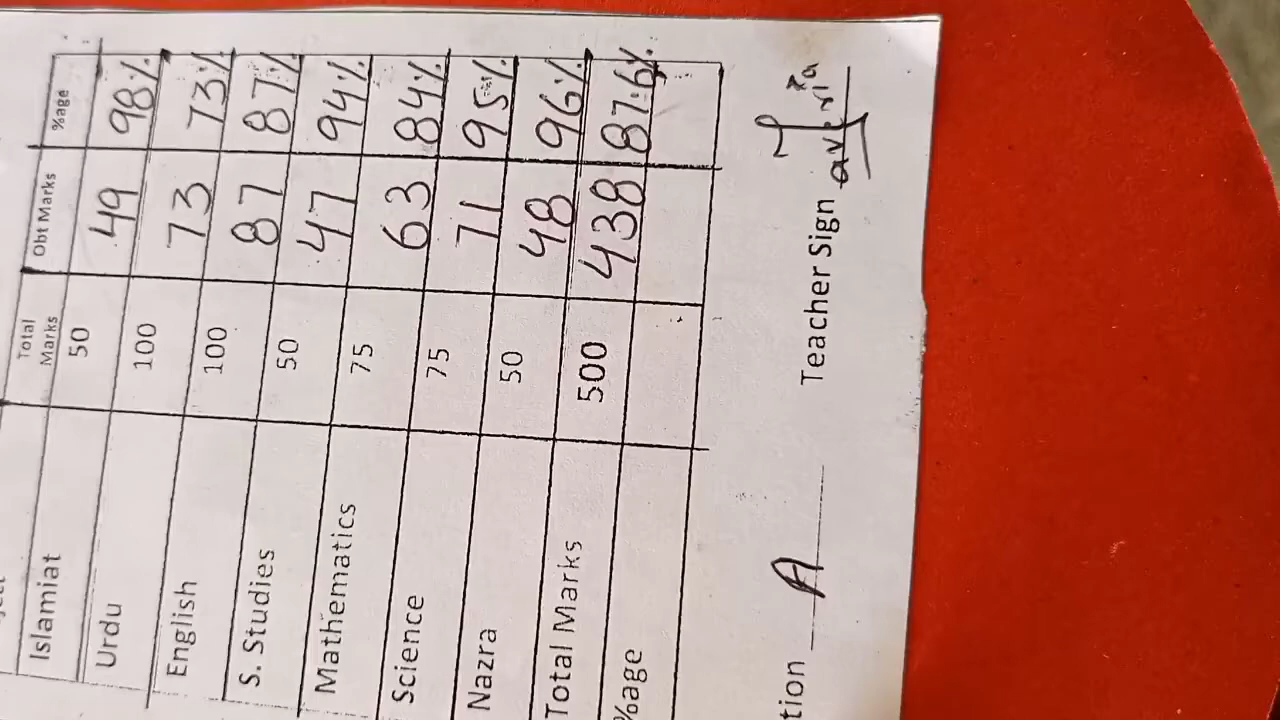 Total Marks Obt Marks %age
Islamiat 50 49 98%
Urdu 100 73 73%
English 100 87 87%
S. Studies 50 47 94%
Mathematics 75 63 84%
Science 75 71 95%
Nazra 50 48 96%
Total Marks 500 438 87.6%
%age
A Teacher Sign